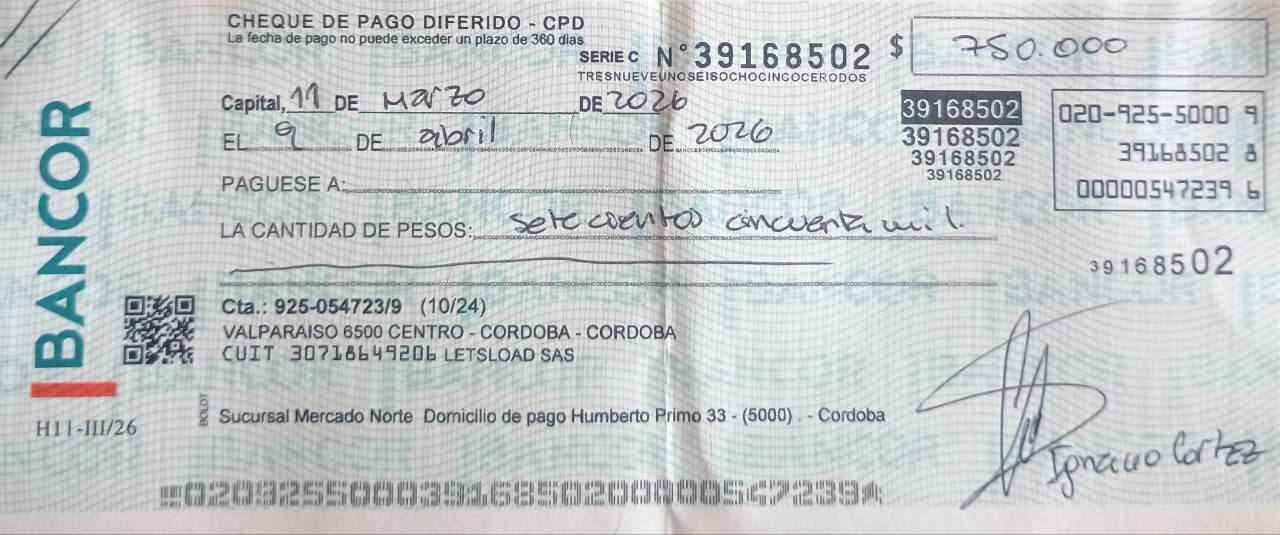 CHEQUE DE PAGO DIFERIDO - CPD
La fecha de pago no puede exceder un plazo de 360 dias
SERIE C N° 39168502 $ 750.000
TRESNUEVEUNOSEISOCHOCINCOCERODOS
Capital, 11 DE Marzo DE 2026
EL 9 DE abril DE 2026
39168502
39168502
39168502
39168502
020-925-5000 9
39168502 8
00000547239 6
PAGUESE A:
LA CANTIDAD DE PESOS: setecientos cincuenta mil.
39168502
BANCOR
Cta.: 925-054723/9 (10/24)
VALPARAISO 6500 CENTRO - CORDOBA - CORDOBA
CUIT 30718649206 LETSLOAD SAS
BOLDT
Sucursal Mercado Norte Domicilio de pago Humberto Primo 33 - (5000) . - Cordoba
H11-III/26
Ignacio Cortez